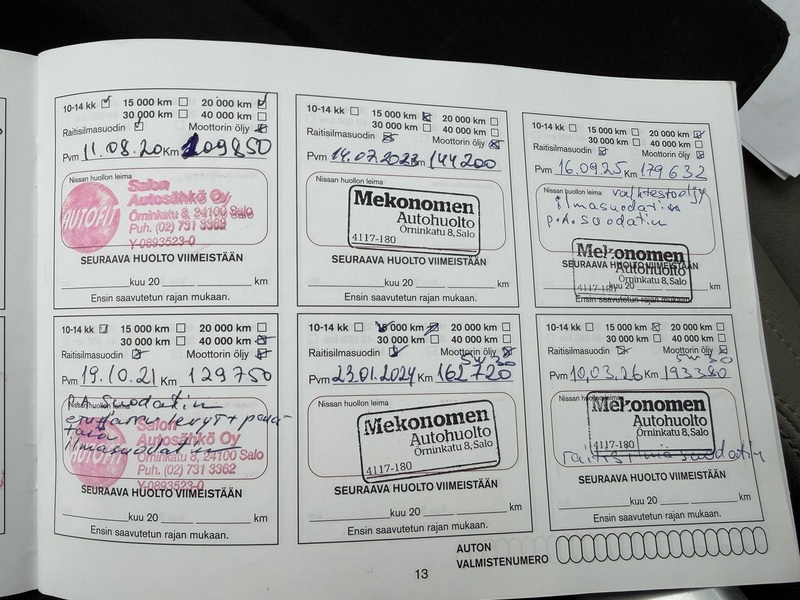 10-14 kk 15 000 km 20 000 km
30 000 km 40 000 km
Raitisilmasuodin Moottorin öljy
Pvm 11.08.20 Km 109850
Nissan huollon leima
AUTOFIT
Salon
Autosähkö Oy
Örninkatu 8, 24100 Salo
Puh. (02) 731 3362
Y-0893523-0
SEURAAVA HUOLTO VIIMEISTÄÄN
kuu 20 km
Ensin saavutetun rajan mukaan.
10-14 kk 15 000 km 20 000 km
30 000 km 40 000 km
Raitisilmasuodin Moottorin öljy
Pvm 14.07.2023 km 144200
Nissan huollon leima
Mekonomen
Autohuolto
Örninkatu 8, Salo
4117-180
SEURAAVA HUOLTO VIIMEISTÄÄN
kuu 20 km
Ensin saavutetun rajan mukaan.
10-14 kk 15 000 km 20 000 km
30 000 km 40 000 km
Raitisilmasuodin Moottorin öljy
Pvm 16.09.25 Km 179632
Nissan huollon leima
ilmasuodatin
p.A. suodatin
Mekonomen
Autohuolto
Örninkatu 8, Salo
4117-180
SEURAAVA HUOLTO VIIMEISTÄÄN
kuu 20 km
Ensin saavutetun rajan mukaan.
10-14 kk 15 000 km 20 000 km
30 000 km 40 000 km
Raitisilmasuodin Moottorin öljy
Pvm 19.10.21 Km 129750
Nissan huollon leima
P.A. suodatin
ilmasuodatin
Salon
Autosähkö Oy
Örninkatu 8, 24100 Salo
Puh. (02) 731 3362
Y-0893523-0
SEURAAVA HUOLTO VIIMEISTÄÄN
kuu 20 km
Ensin saavutetun rajan mukaan.
10-14 kk 15 000 km 20 000 km
30 000 km 40 000 km
Raitisilmasuodin Moottorin öljy
5W30
Pvm 23.01.2024 Km 162720
Nissan huollon leima
Mekonomen
Autohuolto
Örninkatu 8, Salo
4117-180
SEURAAVA HUOLTO VIIMEISTÄÄN
kuu 20 km
Ensin saavutetun rajan mukaan.
10-14 kk 15 000 km 20 000 km
30 000 km 40 000 km
Raitisilmasuodin Moottorin öljy
5W30
Pvm 10.03.26 Km 193380
Nissan huollon leima
Mekonomen
Autohuolto
Örninkatu 8, Salo
4117-180
SEURAAVA HUOLTO VIIMEISTÄÄN
kuu 20 km
Ensin saavutetun rajan mukaan.
AUTON
VALMISTENUMERO
13